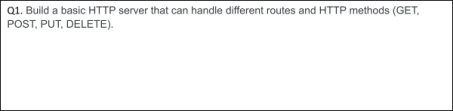 Q1. Build a basic HTTP server that can handle different routes and HTTP methods (GET,
POST, PUT, DELETE).